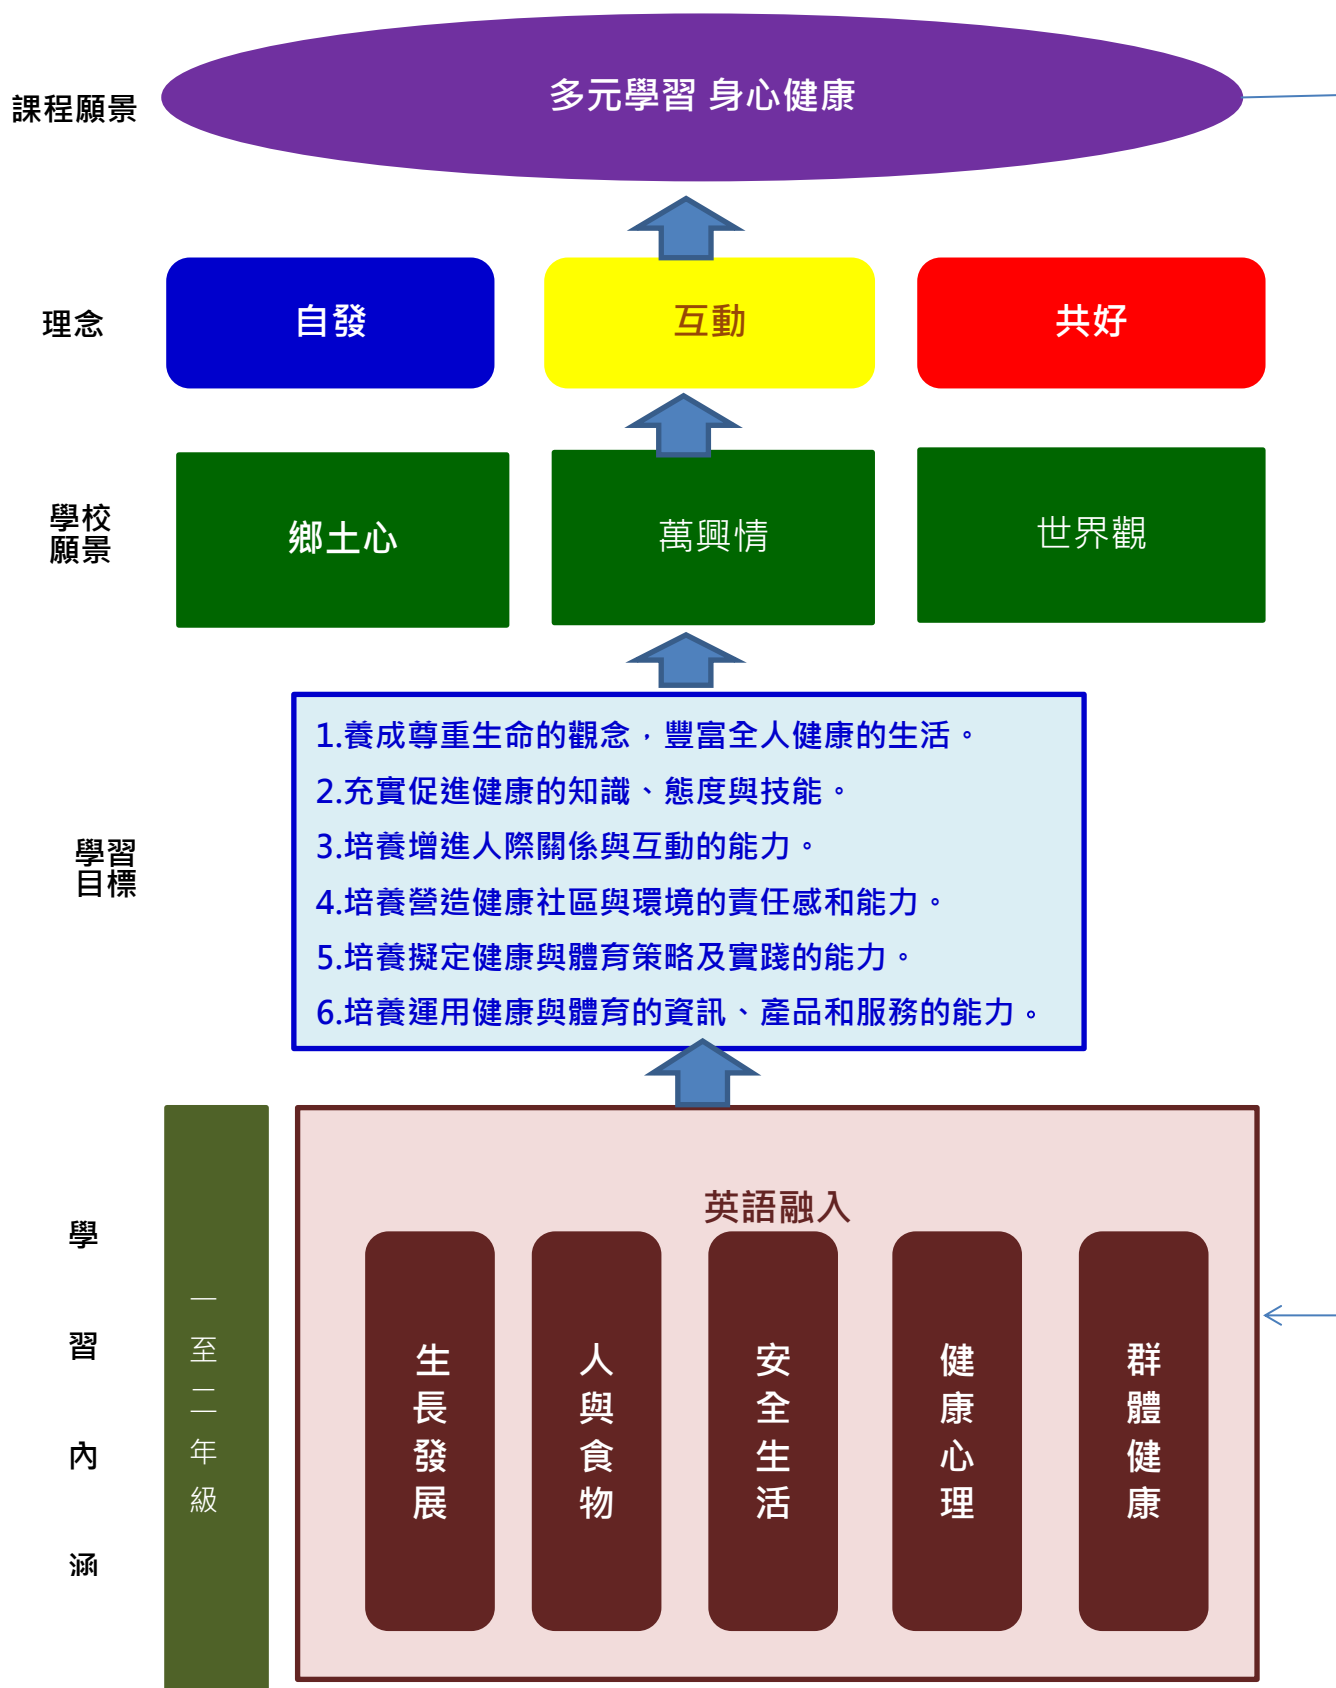 多元學習 身心健康
課程願景
理念
自發
互動
共好
學校
願景
鄉土心
萬興情
世界觀
學習
目標
1.養成尊重生命的觀念，豐富全人健康的生活。
2.充實促進健康的知識、態度與技能。
3.培養增進人際關係與互動的能力。
4.培養營造健康社區與環境的責任感和能力。
5.培養擬定健康與體育策略及實踐的能力。
6.培養運用健康與體育的資訊、產品和服務的能力。
學習內涵
一至二年級
英語融入
生長發展
人與食物
安全生活
健康心理
群體健康